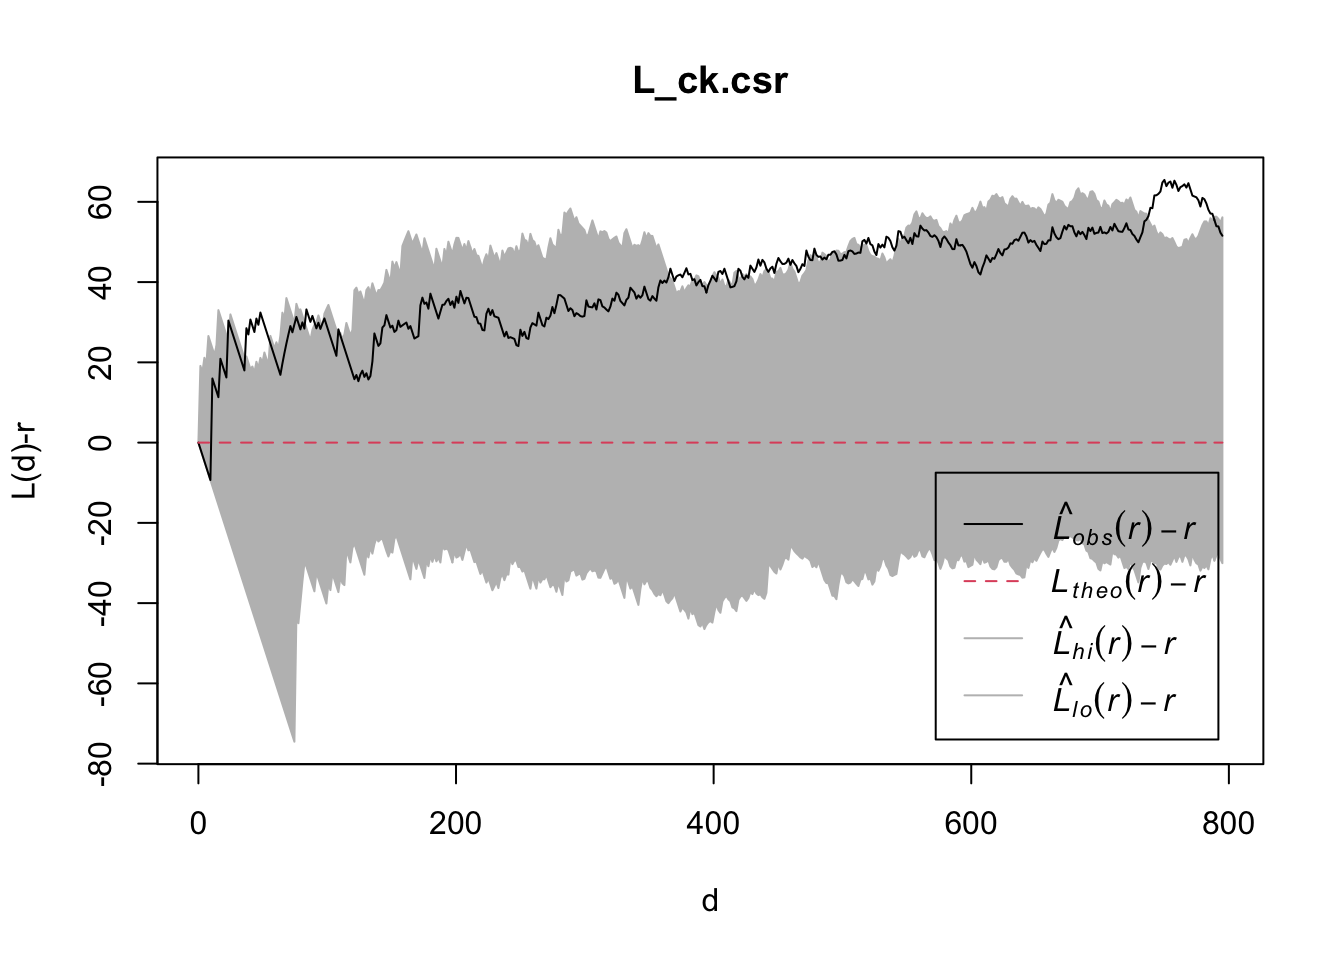 L_ck.csr
L(d)-r
60
40
20
0
-20
-40
-60
-80
0 200 400 600 800
d
L̂obs(r) − r
Ltheo(r) − r
L̂hi(r) − r
L̂lo(r) − r